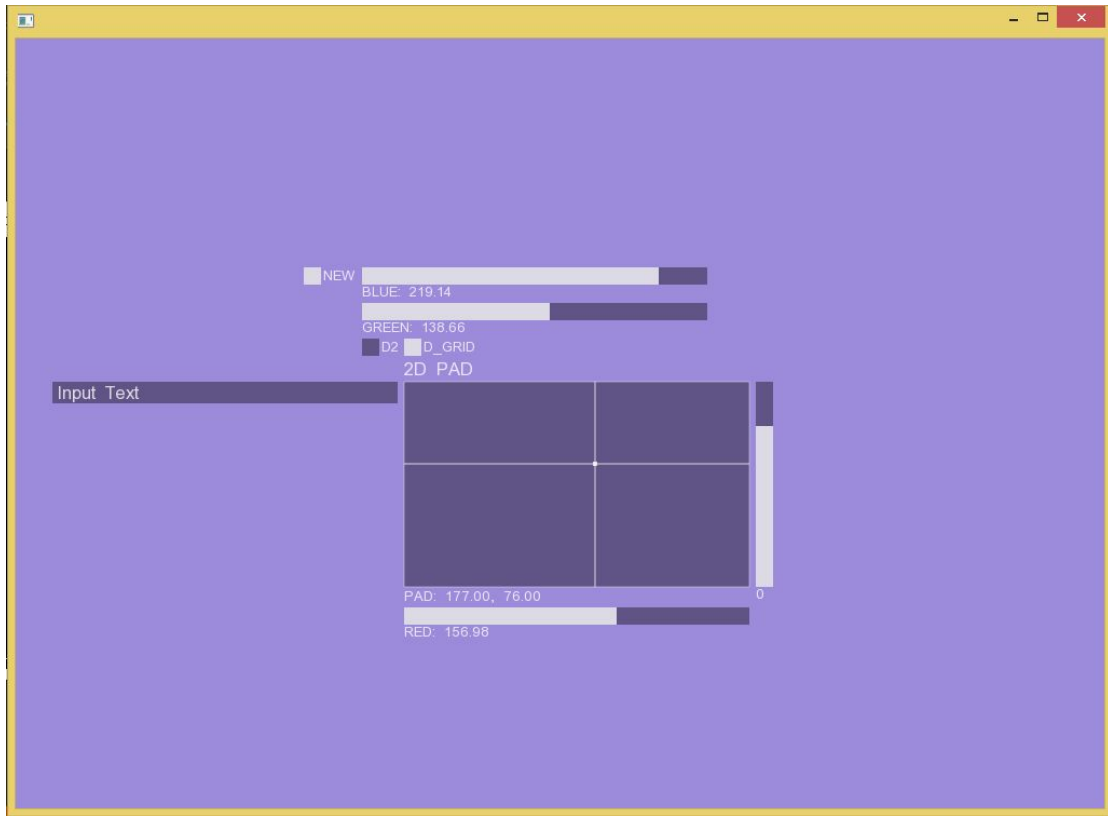 NEW
BLUE: 219.14
GREEN: 138.66
D2 D_GRID
2D PAD
Input Text
PAD: 177.00, 76.00
0
RED: 156.98